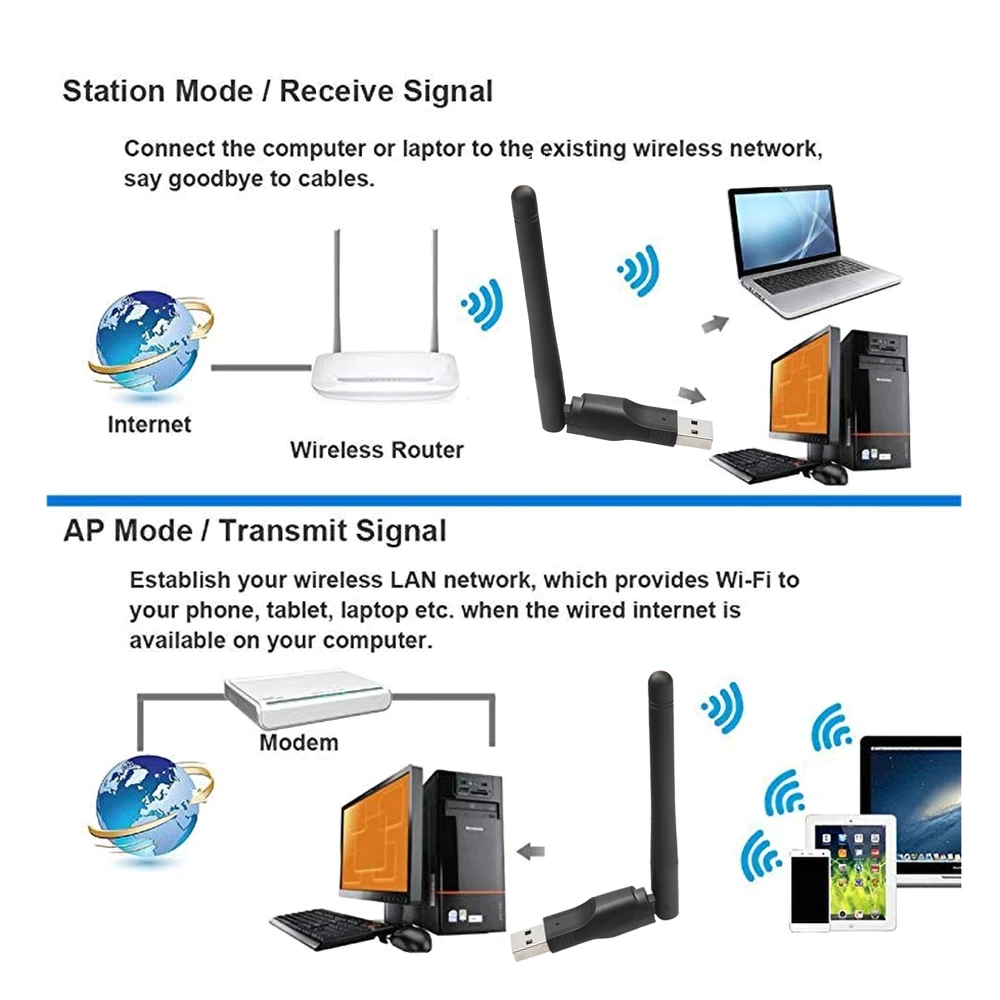 Station Mode / Receive Signal
Connect the computer or laptor to the existing wireless network,
say goodbye to cables.
Internet
Wireless Router
AP Mode / Transmit Signal
Establish your wireless LAN network, which provides Wi-Fi to
your phone, tablet, laptop etc. when the wired internet is
available on your computer.
Modem